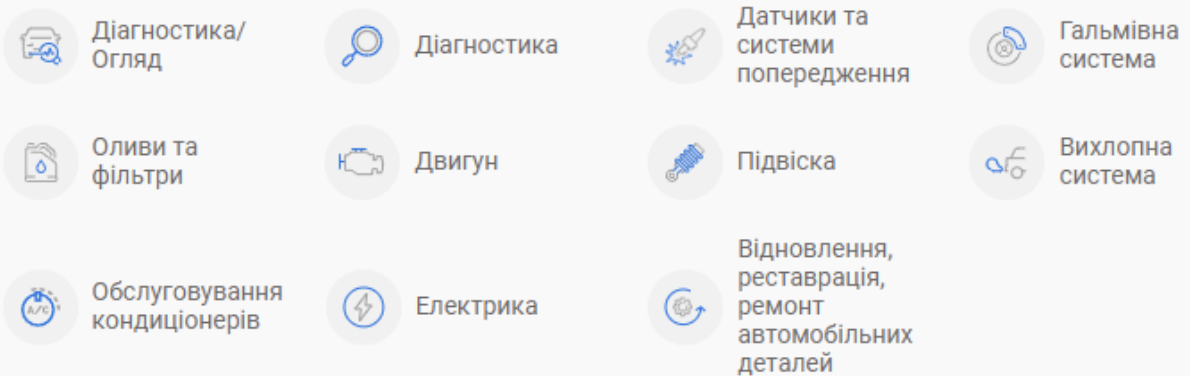 Діагностика/
Огляд
Діагностика
Датчики та
системи
попередження
Гальмівна
система
Оливи та
фільтри
Двигун
Підвіска
Вихлопна
система
A/C
Обслуговування
кондиціонерів
Електрика
Відновлення,
реставрація,
ремонт
автомобільних
деталей